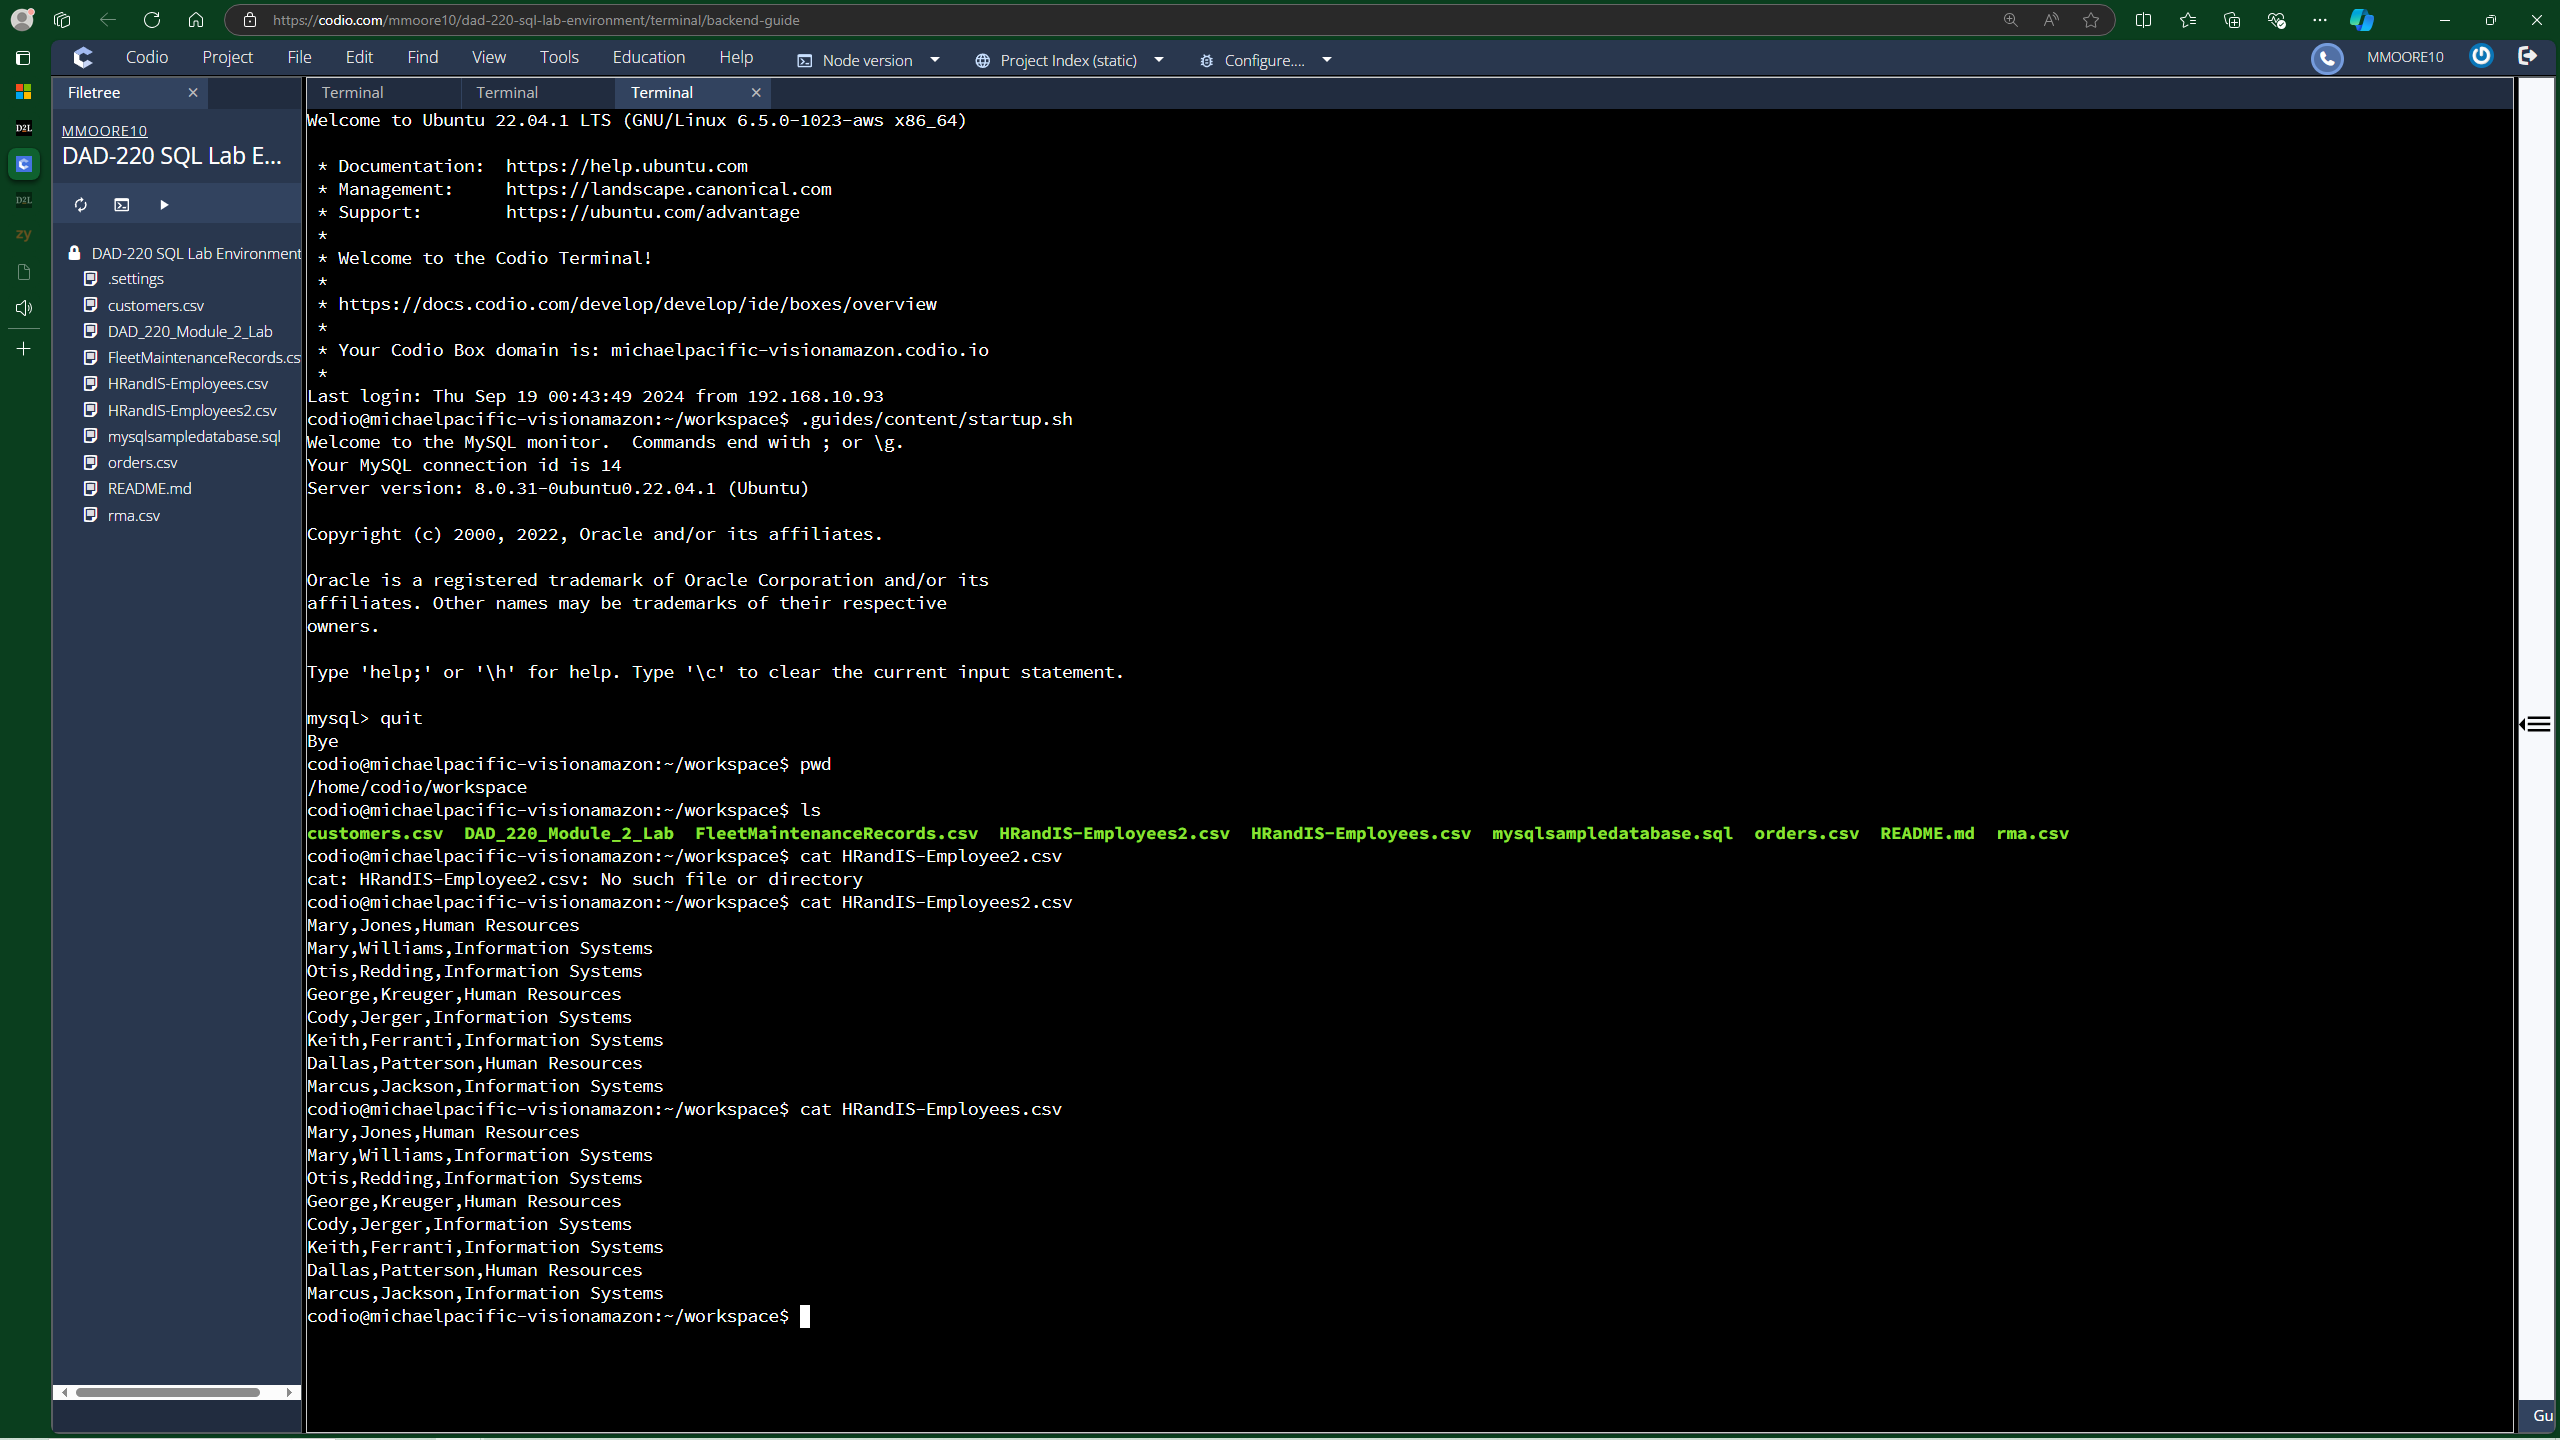 https://codio.com/mmoore10/dad-220-sql-lab-environment/terminal/backend-guide
Codio Project File Edit Find View Tools Education Help Node version Project Index (static) Configure.... MMOORE10
Filetree
Terminal Terminal Terminal
MMOORE10
DAD-220 SQL Lab E...
DAD-220 SQL Lab Environment
.settings
customers.csv
DAD_220_Module_2_Lab
FleetMaintenanceRecords.cs
HRandIS-Employees.csv
HRandIS-Employees2.csv
mysqlsampledatabase.sql
orders.csv
README.md
rma.csv
D2L
D2L
zy
Welcome to Ubuntu 22.04.1 LTS (GNU/Linux 6.5.0-1023-aws x86_64)
* Documentation: https://help.ubuntu.com
* Management: https://landscape.canonical.com
* Support: https://ubuntu.com/advantage
*
* Welcome to the Codio Terminal!
*
* https://docs.codio.com/develop/develop/ide/boxes/overview
*
* Your Codio Box domain is: michaelpacific-visionamazon.codio.io
*
Last login: Thu Sep 19 00:43:49 2024 from 192.168.10.93
codio@michaelpacific-visionamazon:~/workspace$ .guides/content/startup.sh
Welcome to the MySQL monitor. Commands end with ; or \g.
Your MySQL connection id is 14
Server version: 8.0.31-0ubuntu0.22.04.1 (Ubuntu)
Copyright (c) 2000, 2022, Oracle and/or its affiliates.
Oracle is a registered trademark of Oracle Corporation and/or its
affiliates. Other names may be trademarks of their respective
owners.
Type 'help;' or '\h' for help. Type '\c' to clear the current input statement.
mysql> quit
Bye
codio@michaelpacific-visionamazon:~/workspace$ pwd
/home/codio/workspace
codio@michaelpacific-visionamazon:~/workspace$ ls
customers.csv DAD_220_Module_2_Lab FleetMaintenanceRecords.csv HRandIS-Employees2.csv HRandIS-Employees.csv mysqlsampledatabase.sql orders.csv README.md rma.csv
codio@michaelpacific-visionamazon:~/workspace$ cat HRandIS-Employee2.csv
cat: HRandIS-Employee2.csv: No such file or directory
codio@michaelpacific-visionamazon:~/workspace$ cat HRandIS-Employees2.csv
Mary,Jones,Human Resources
Mary,Williams,Information Systems
Otis,Redding,Information Systems
George,Kreuger,Human Resources
Cody,Jerger,Information Systems
Keith,Ferranti,Information Systems
Dallas,Patterson,Human Resources
Marcus,Jackson,Information Systems
codio@michaelpacific-visionamazon:~/workspace$ cat HRandIS-Employees.csv
Mary,Jones,Human Resources
Mary,Williams,Information Systems
Otis,Redding,Information Systems
George,Kreuger,Human Resources
Cody,Jerger,Information Systems
Keith,Ferranti,Information Systems
Dallas,Patterson,Human Resources
Marcus,Jackson,Information Systems
codio@michaelpacific-visionamazon:~/workspace$
Gu